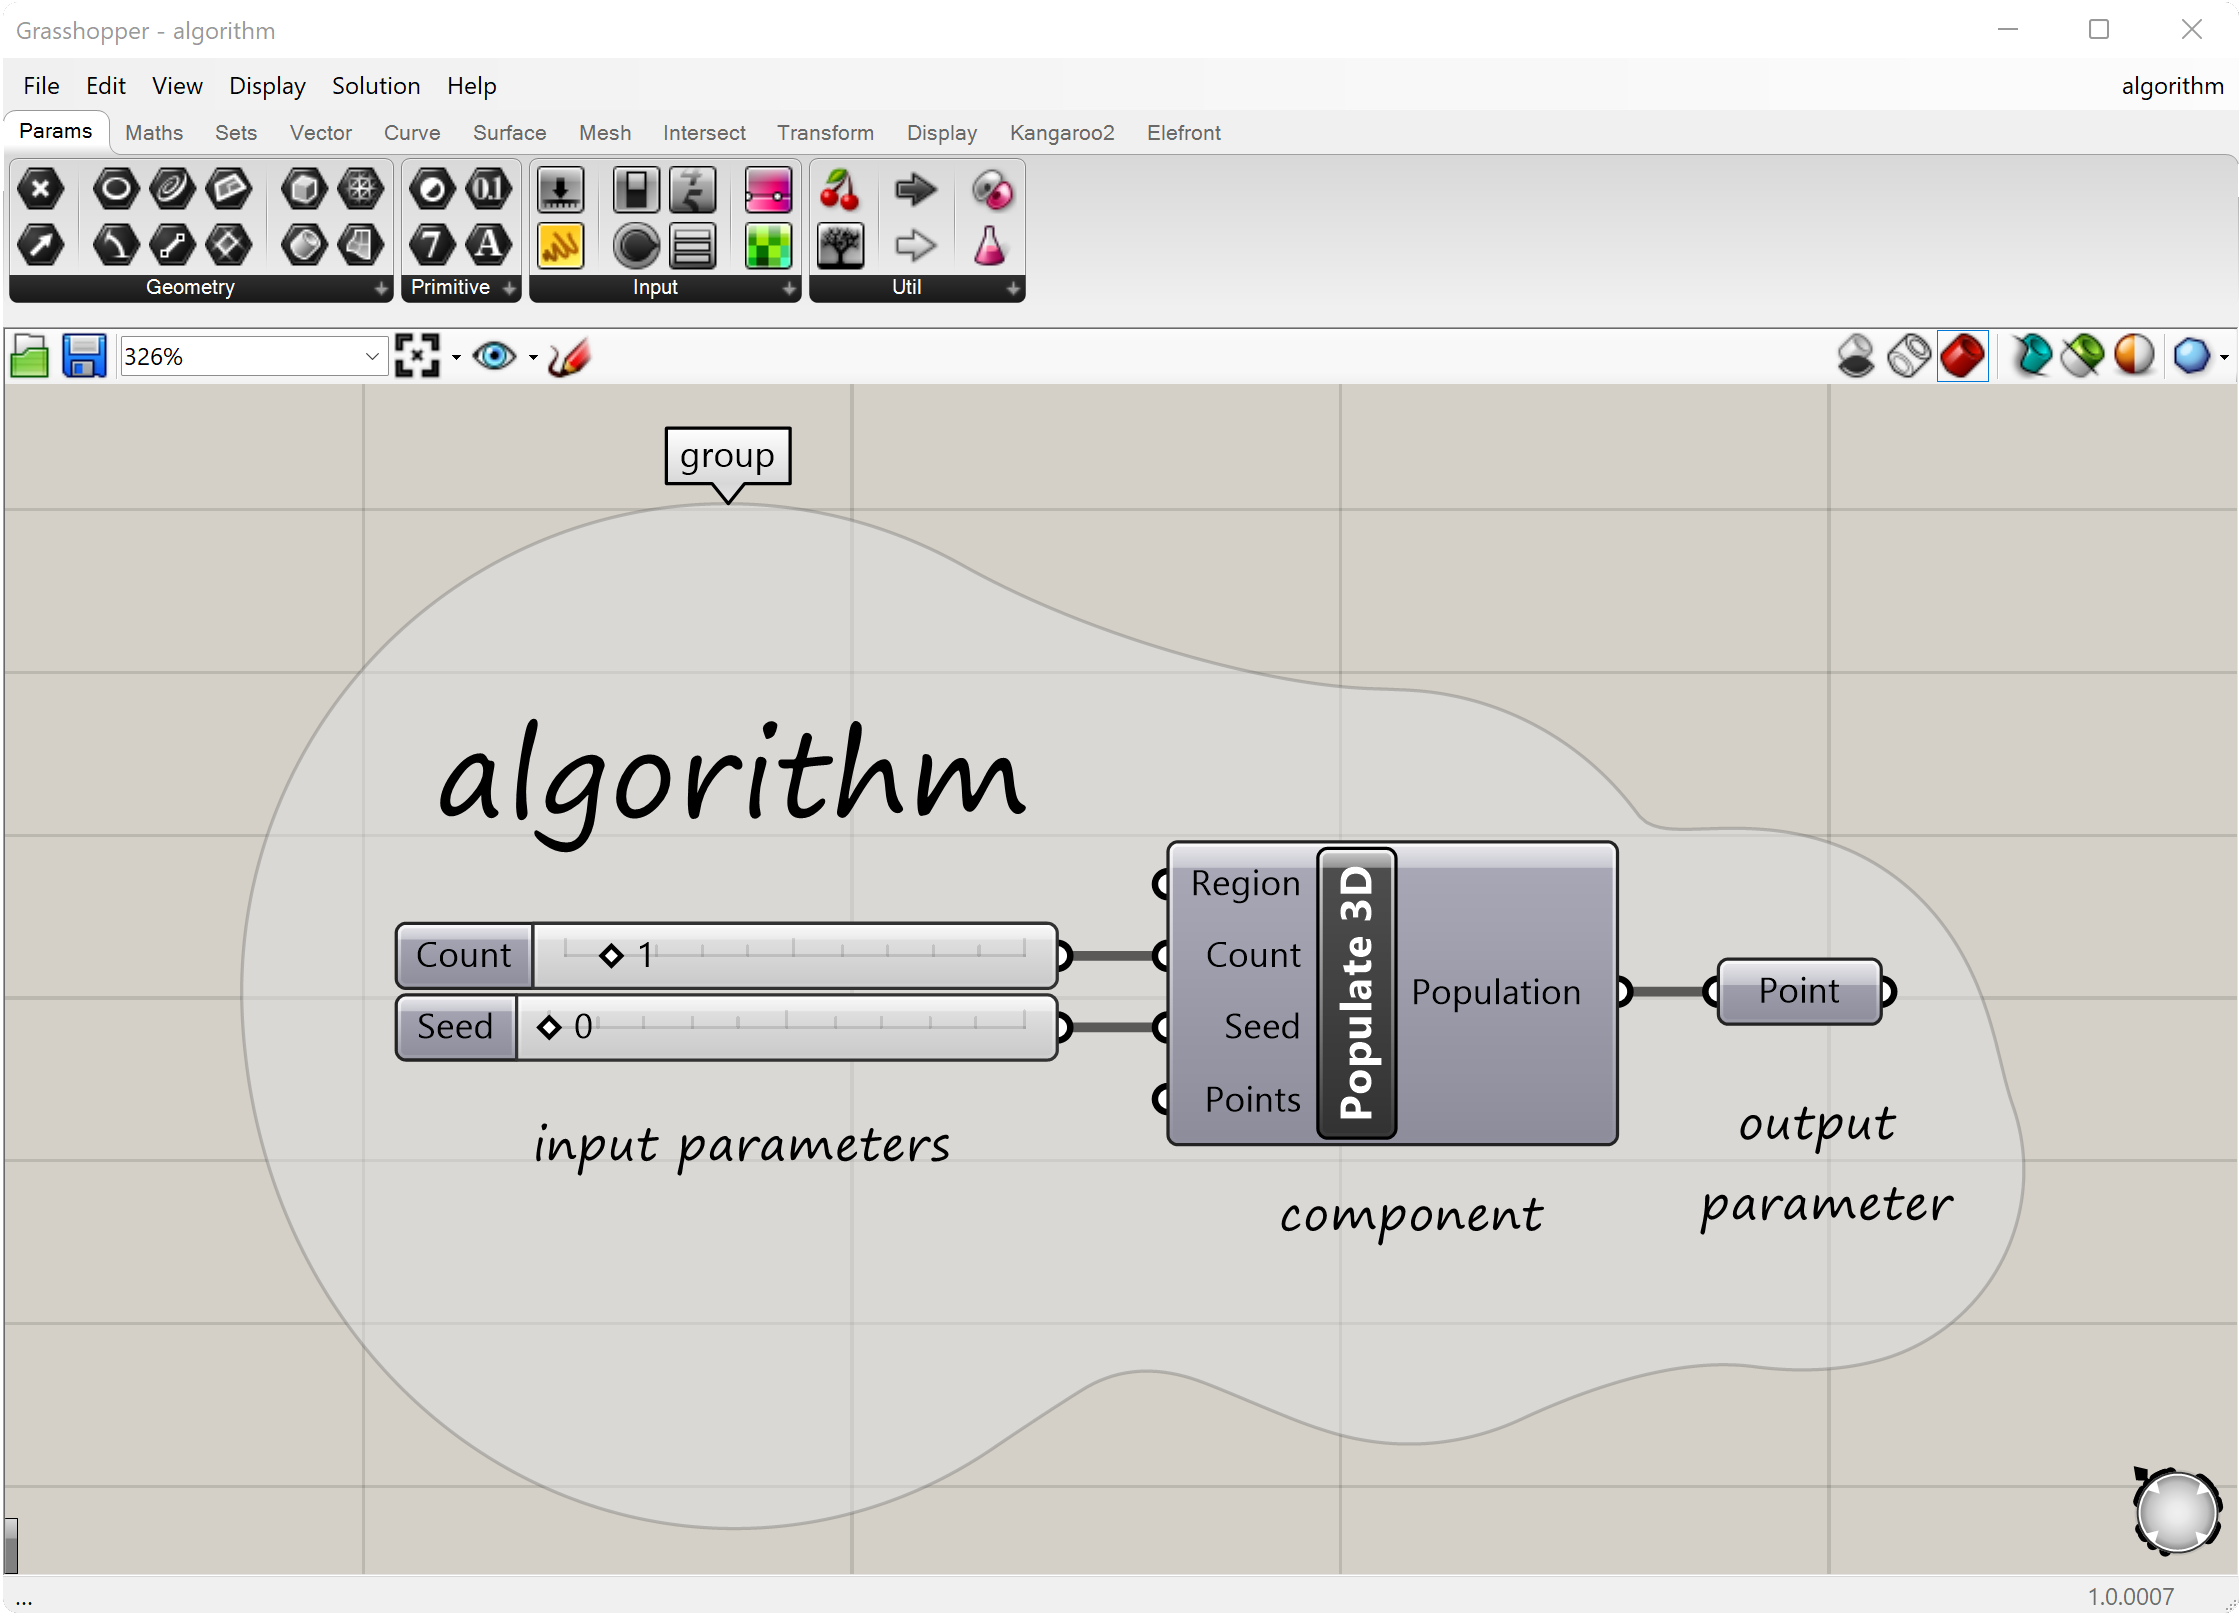 Grasshopper - algorithm
File Edit View Display Solution Help algorithm
Params Maths Sets Vector Curve Surface Mesh Intersect Transform Display Kangaroo2 Elefront
0.1
7 A
Geometry Primitive Input Util
326%
group
algorithm
Region
Count 1 Count
Seed 0 Seed
Points
Populate 3D
Population
Point
input parameters
component
output
parameter
... 1.0.0007